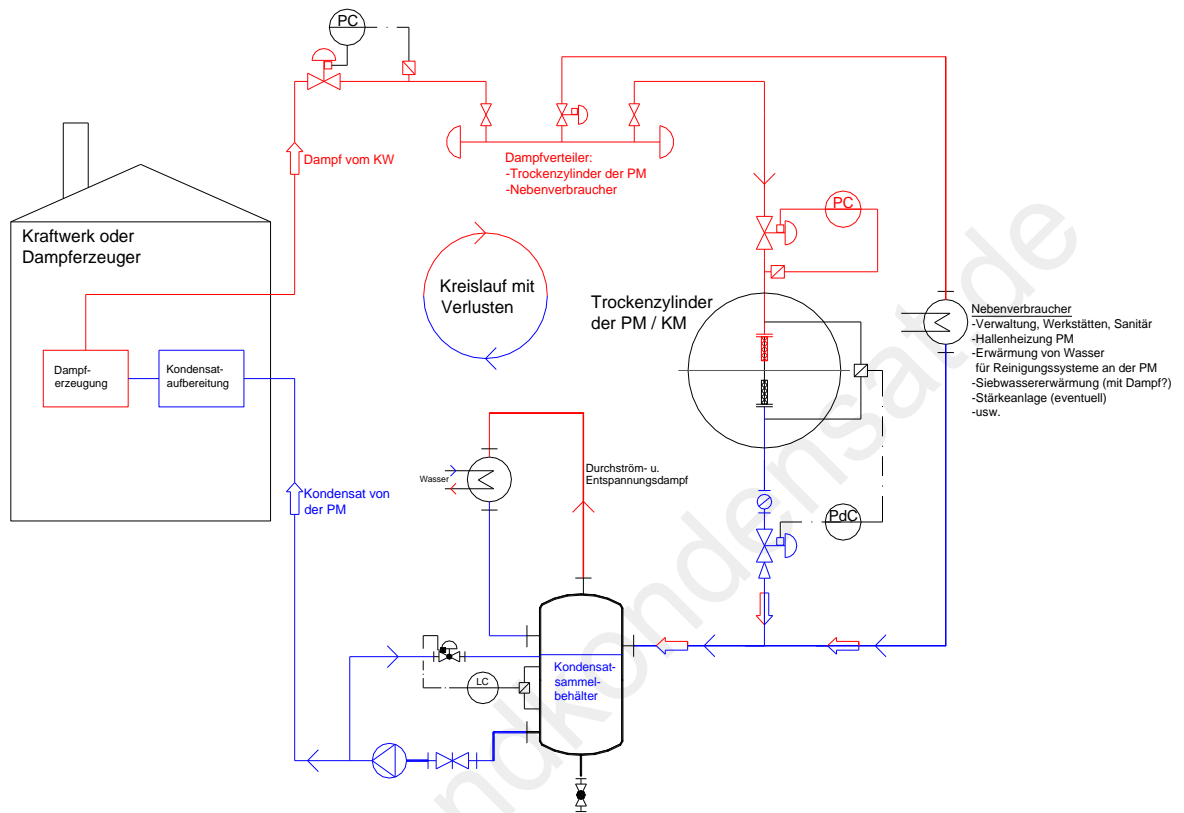 PC
Dampf vom KW
Dampfverteiler:
-Trockenzylinder der PM
-Nebenverbraucher
PC
Kraftwerk oder
Dampferzeuger
Kreislauf mit
Verlusten
Trockenzylinder
der PM / KM
Nebenverbraucher
-Verwaltung, Werkstätten, Sanitär
-Hallenheizung PM
-Erwärmung von Wasser
für Reinigungssysteme an der PM
-Siebwassererwärmung (mit Dampf?)
-Stärkeanlage (eventuell)
-usw.
Dampf-
erzeugung
Kondensat-
aufbereitung
Wasser
Durchström- u.
Entspannungsdampf
Kondensat von
der PM
PdC
Kondensat-
sammel-
behälter
LC
ndkondensat.de